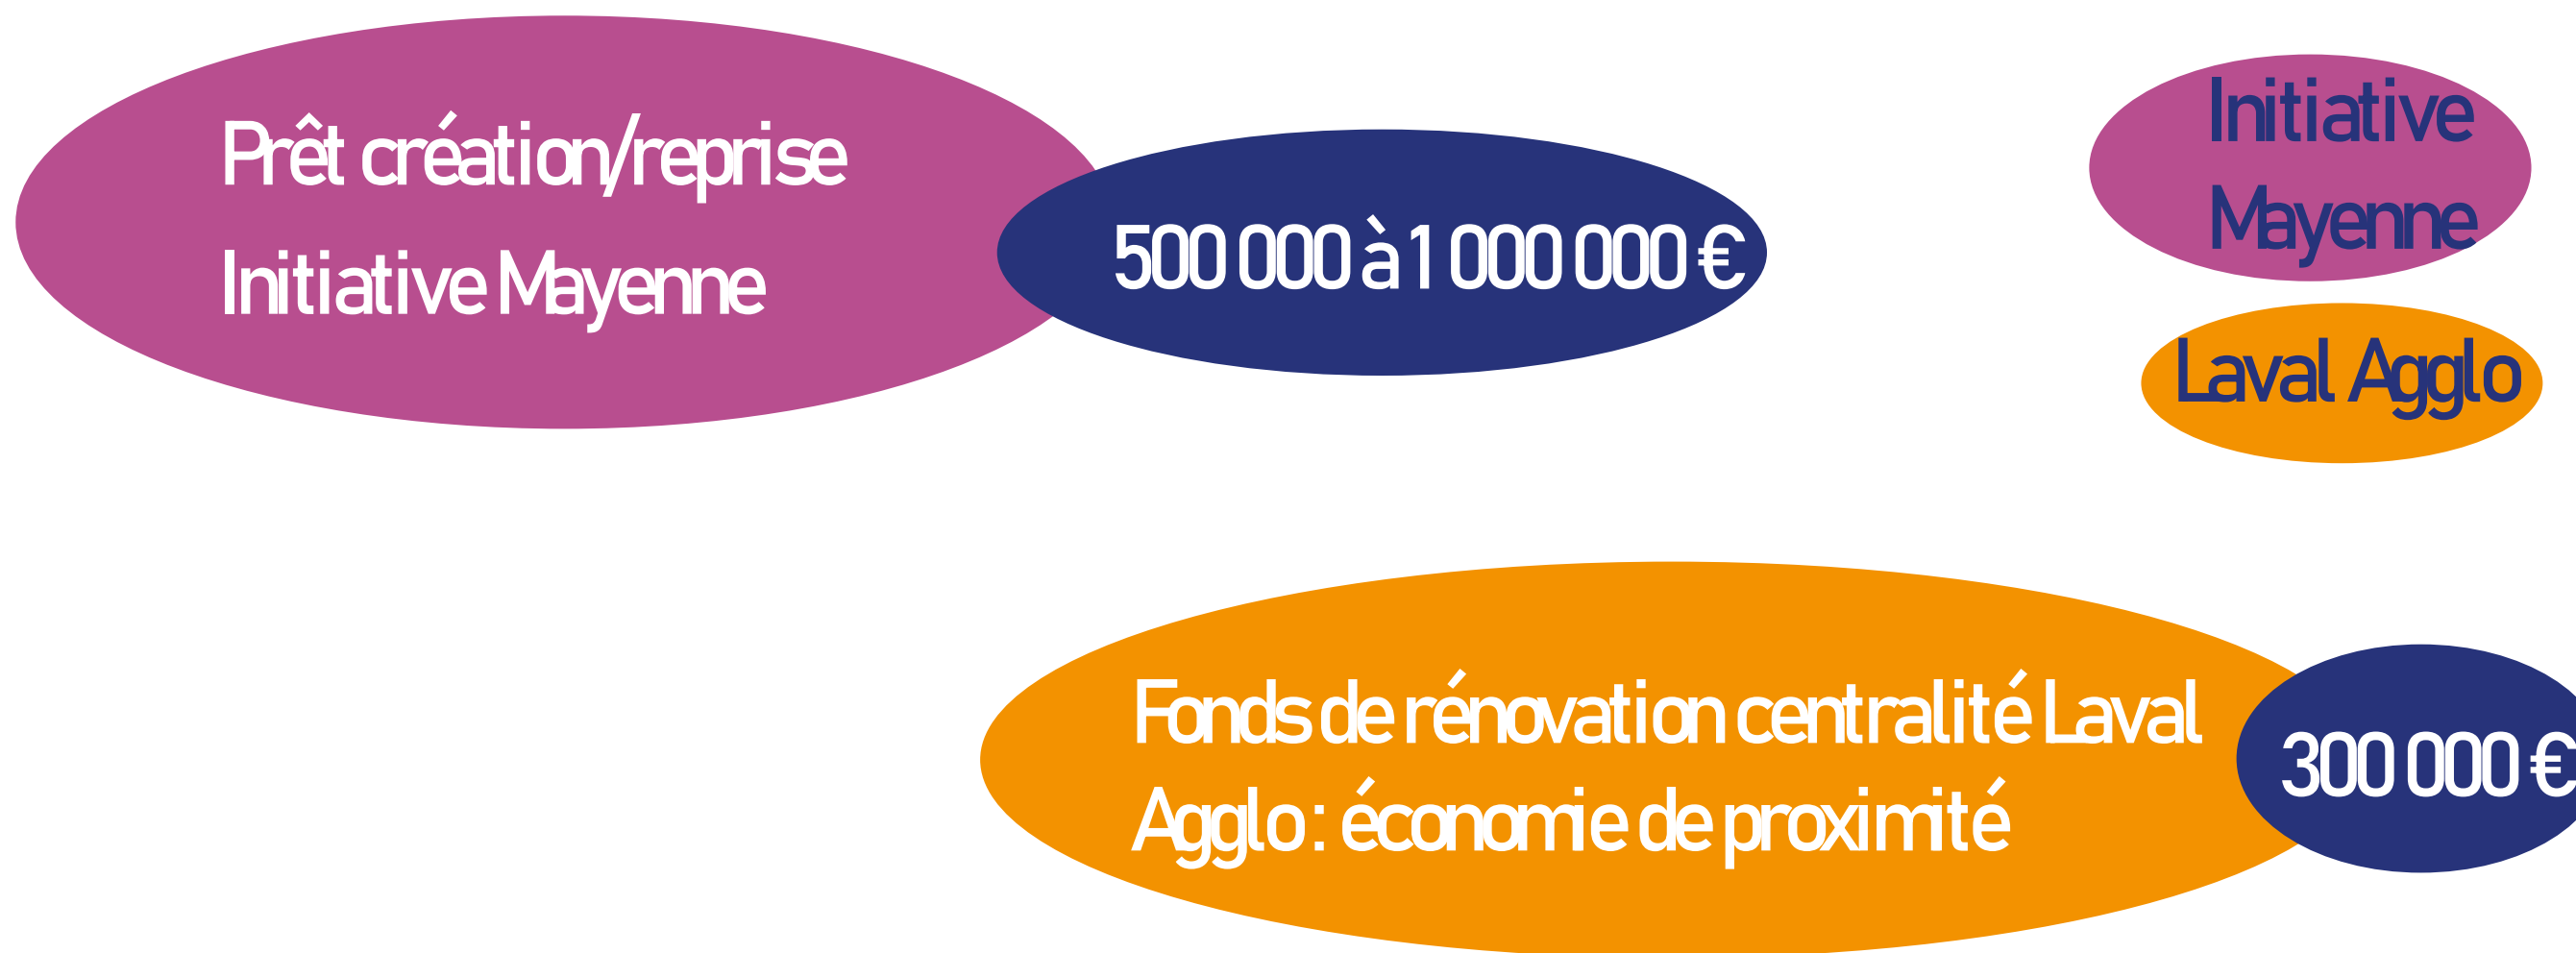 Prêt création/reprise
Initiative Mayenne
500 000 à 1 000 000 €
Initiative
Mayenne
Laval Agglo
Fonds de rénovation centralité Laval
Agglo : économie de proximité
300 000 €